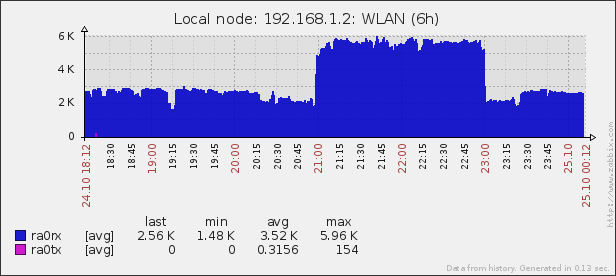 Local node: 192.168.1.2: WLAN (6h)
6 K
4 K
2 K
0
24.10 18:12
18:30
18:45
19:00
19:15
19:30
19:45
20:00
20:15
20:30
20:45
21:00
21:15
21:30
21:45
22:00
22:15
22:30
22:45
23:00
23:15
23:30
23:45
25.10
25.10 00:12
http://www.zabbix.com
last min avg max
ra0rx [avg] 2.56 K 1.48 K 3.52 K 5.96 K
ra0tx [avg] 0 0 0.3156 154
Data from history. Generated in 0.13 sec.